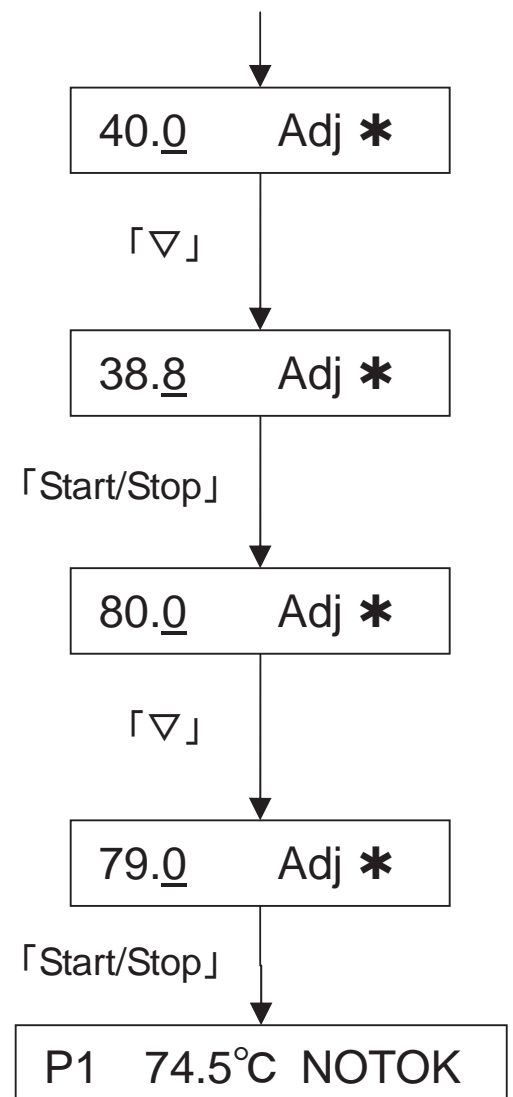 40.0 Adj ✱
「▽」
38.8 Adj ✱
「Start/Stop」
80.0 Adj ✱
「▽」
79.0 Adj ✱
「Start/Stop」
P1 74.5℃ NOTOK